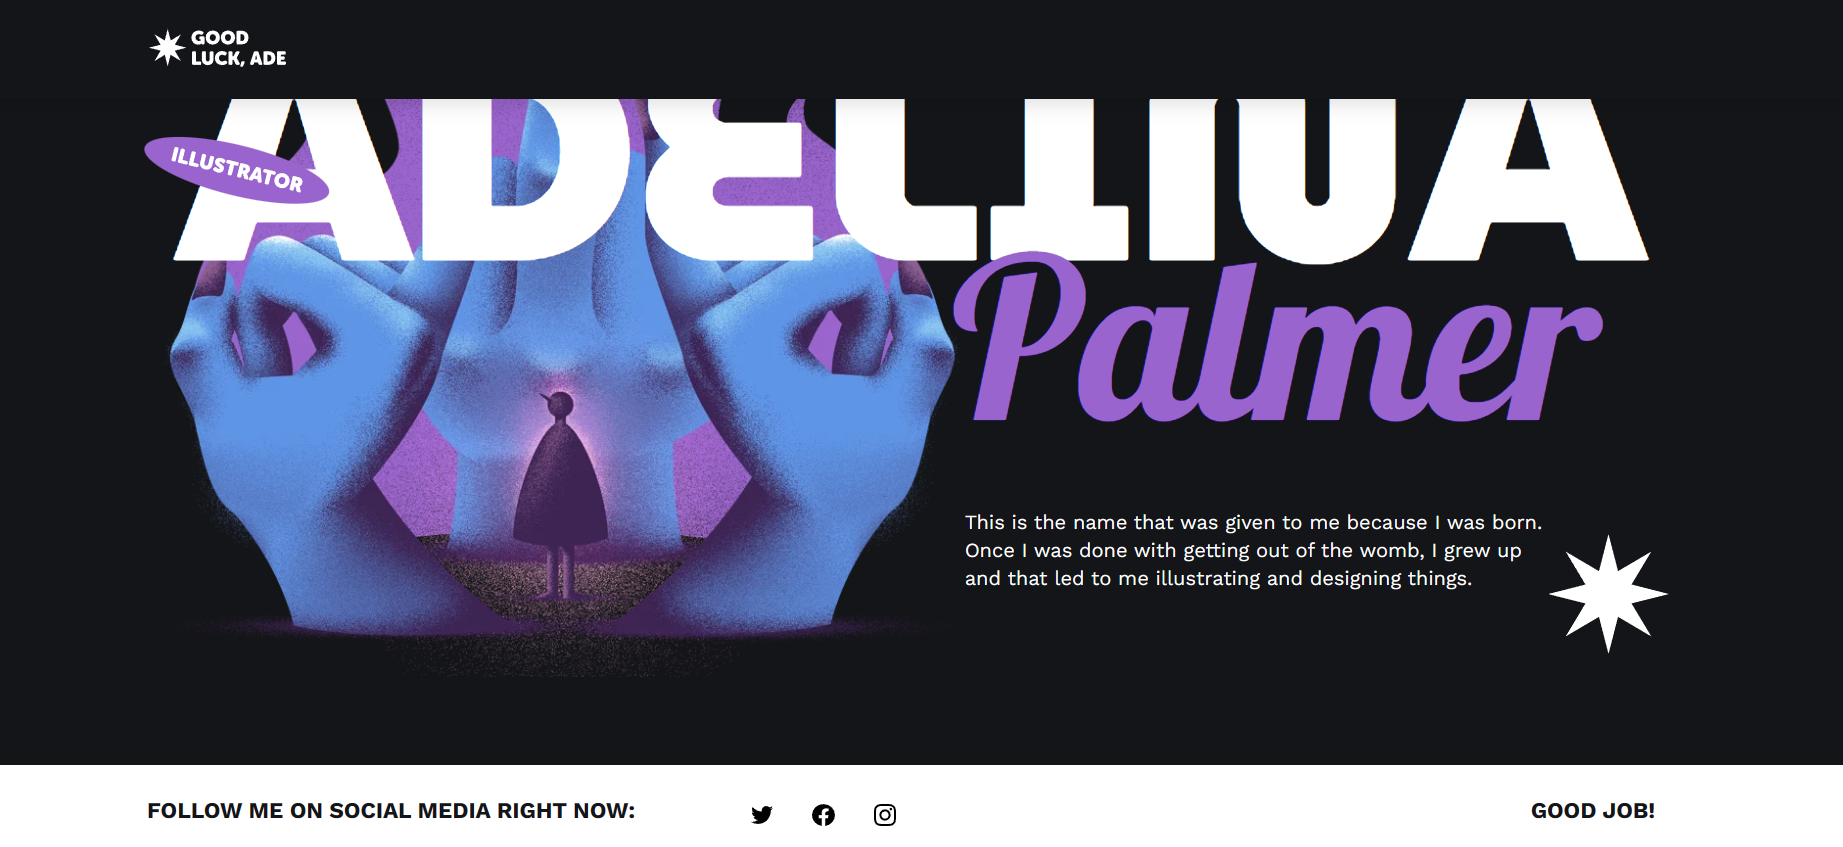 GOOD
LUCK, ADE
ADELINA
ILLUSTRATOR
Palmer
This is the name that was given to me because I was born.
Once I was done with getting out of the womb, I grew up
and that led to me illustrating and designing things.
FOLLOW ME ON SOCIAL MEDIA RIGHT NOW:
GOOD JOB!